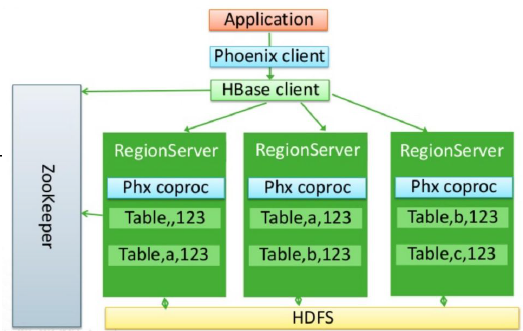 Application
Phoenix client
HBase client
ZooKeeper
RegionServer
Phx coproc
Table,,123
Table,a,123
RegionServer
Phx coproc
Table,a,123
Table,b,123
RegionServer
Phx coproc
Table,b,123
Table,c,123
HDFS